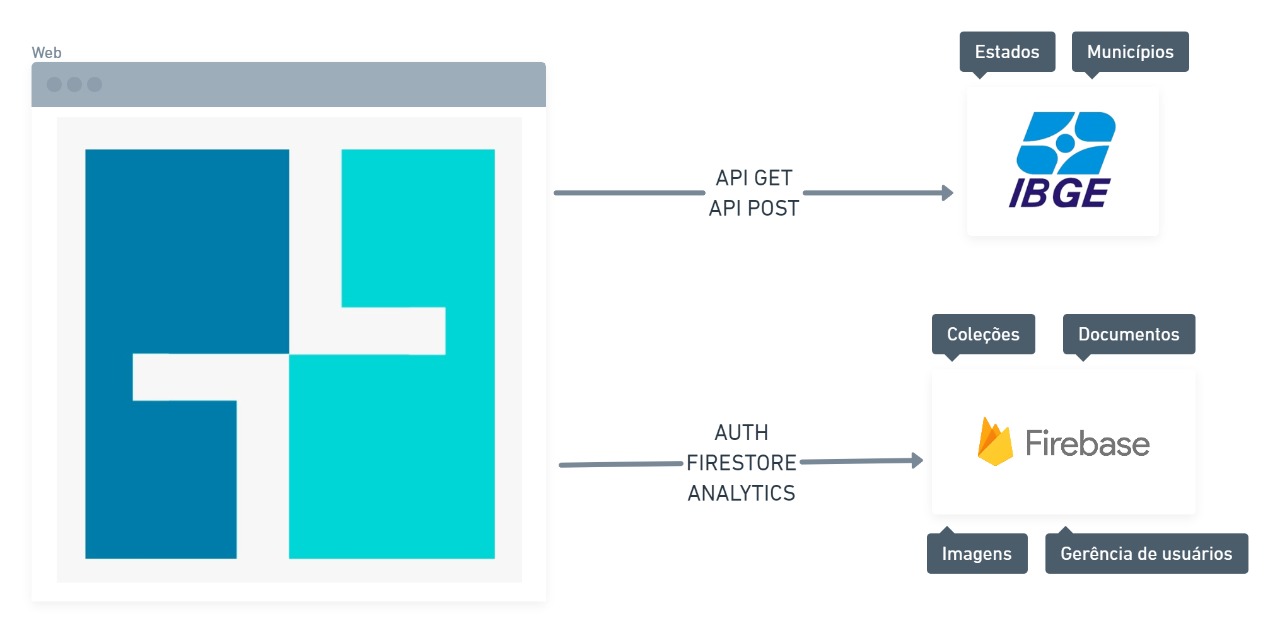 Web
Estados
Municípios
IBGE
API GET
API POST
Coleções
Documentos
Firebase
AUTH
FIRESTORE
ANALYTICS
Imagens
Gerência de usuários